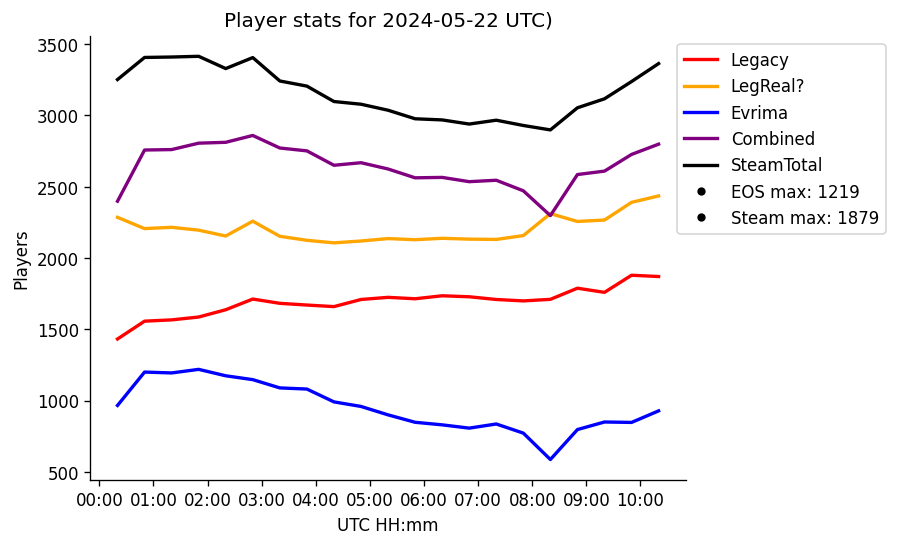 Player stats for 2024-05-22 UTC)
3500
3000
2500
2000
1500
1000
500
Players
00:00 01:00 02:00 03:00 04:00 05:00 06:00 07:00 08:00 09:00 10:00
UTC HH:mm
Legacy
LegReal?
Evrima
Combined
SteamTotal
EOS max: 1219
Steam max: 1879